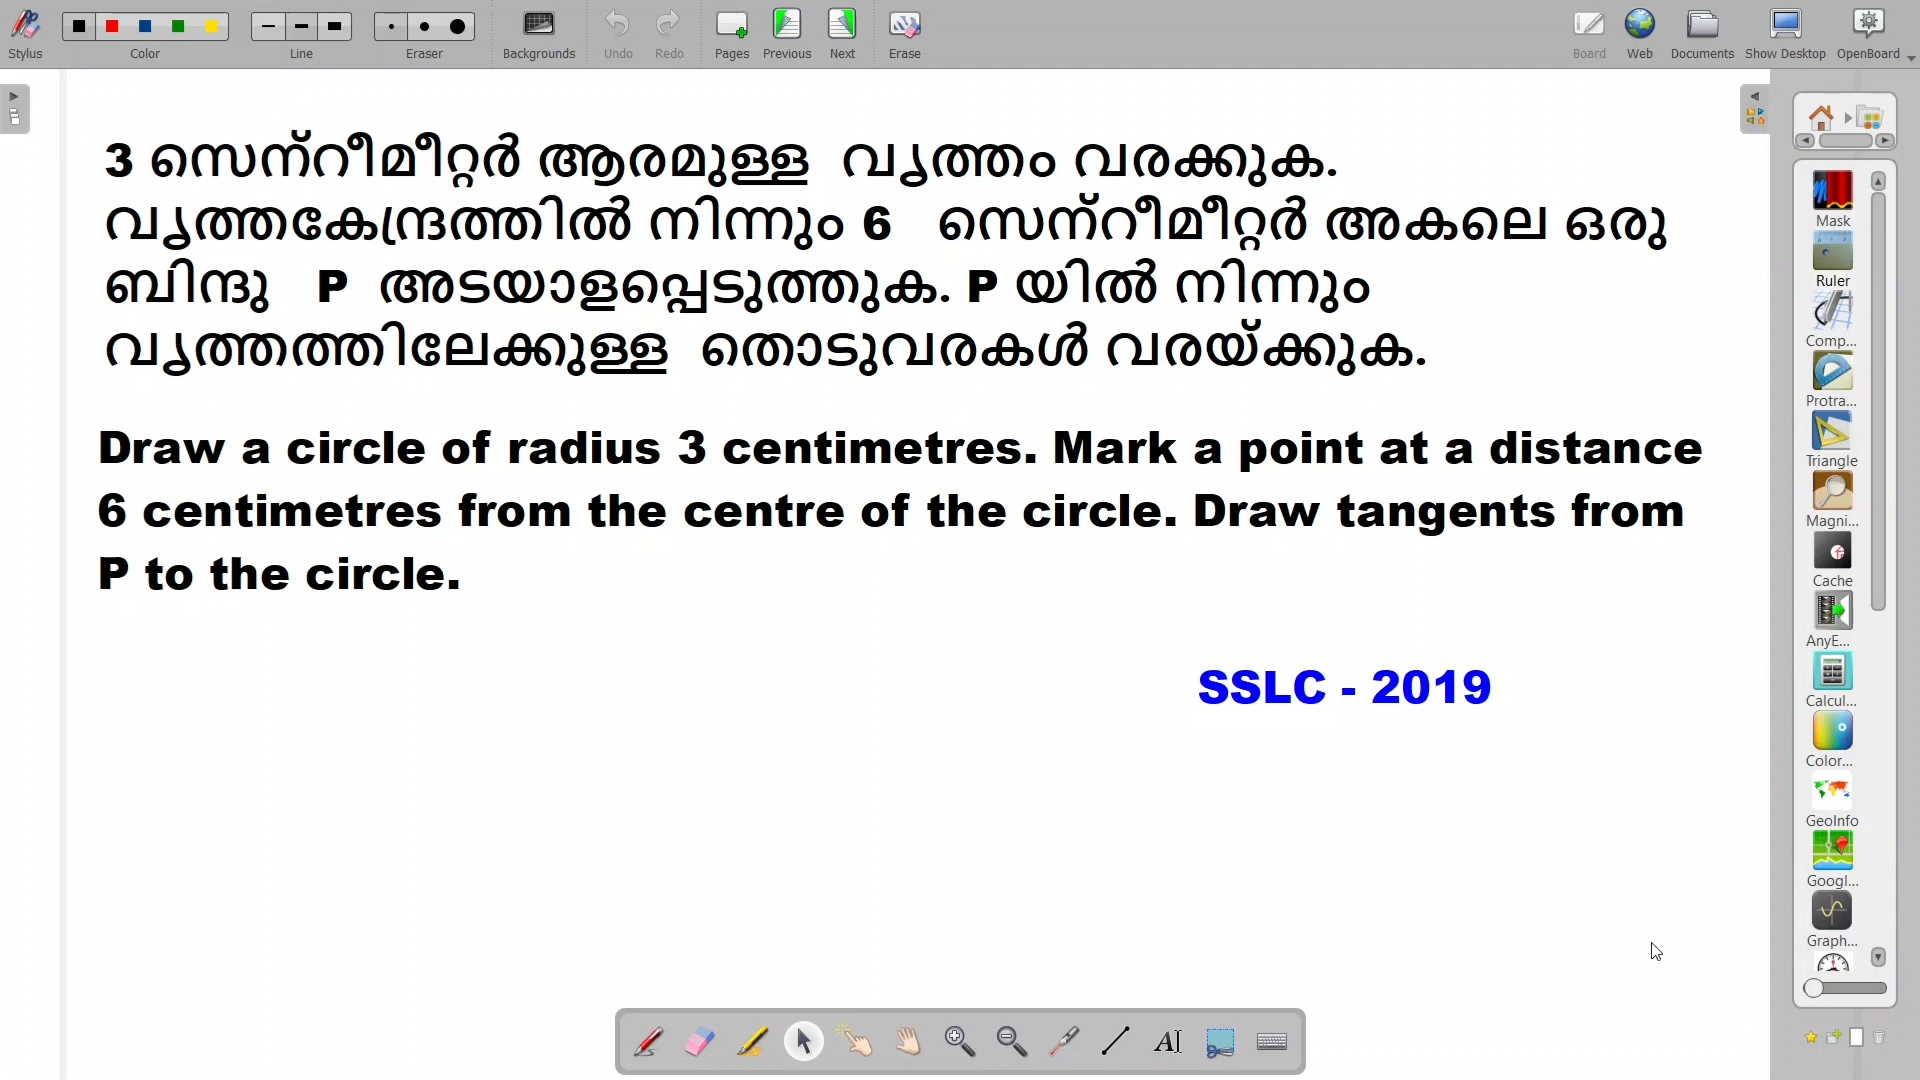 Stylus
Color
Line
Eraser
Backgrounds
Undo
Redo
Pages
Previous
Next
Erase
Board
Web
Documents
Show Desktop
OpenBoard
3 സെന്റീമീറ്റർ ആരമുള്ള വൃത്തം വരക്കുക.
വൃത്തകേന്ദ്രത്തിൽ നിന്നും 6 സെന്റീമീറ്റർ അകലെ ഒരു
ബിന്ദു P അടയാളപ്പെടുത്തുക. P യിൽ നിന്നും
വൃത്തത്തിലേക്കുള്ള തൊടുവരകൾ വരയ്ക്കുക.
Draw a circle of radius 3 centimetres. Mark a point at a distance
6 centimetres from the centre of the circle. Draw tangents from
P to the circle.
SSLC - 2019
Mask
Ruler
Comp...
Protra...
Triangle
Magni...
Cache
AnyE...
Calcul...
Color...
GeoInfo
Googl...
Graph...